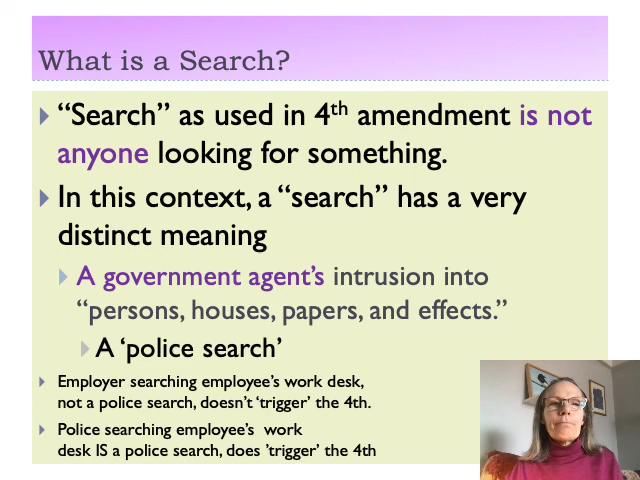 What is a Search?
“Search” as used in 4th amendment is not
anyone looking for something.
In this context, a “search” has a very
distinct meaning
A government agent’s intrusion into
“persons, houses, papers, and effects.”
A ‘police search’
Employer searching employee’s work desk,
not a police search, doesn’t ‘trigger’ the 4th.
Police searching employee’s work
desk IS a police search, does ’trigger’ the 4th